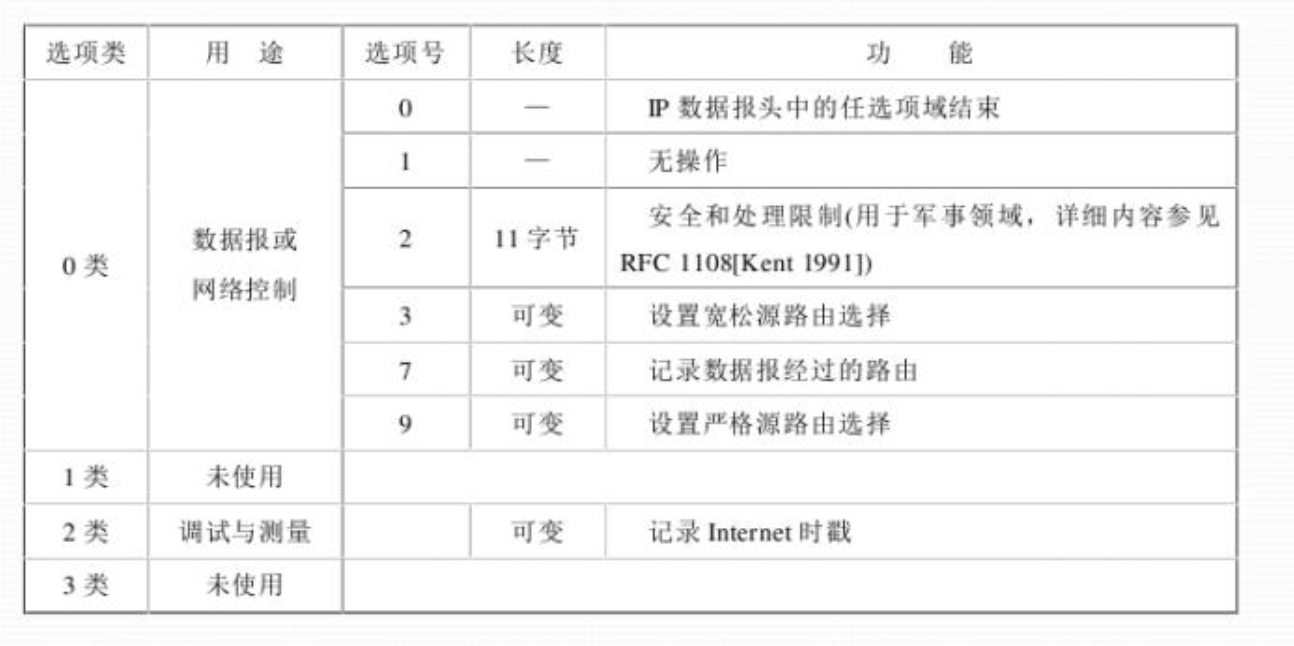 选项类 用 途 选项号 长度 功 能
0 — IP 数据报头中的任选项域结束
1 — 无操作
0 类 数据报或 网络控制 2 11 字节 安全和处理限制(用于军事领域，详细内容参见
RFC 1108[Kent 1991])
3 可变 设置宽松源路由选择
7 可变 记录数据报经过的路由
9 可变 设置严格源路由选择
1 类 未使用
2 类 调试与测量 可变 记录 Internet 时戳
3 类 未使用